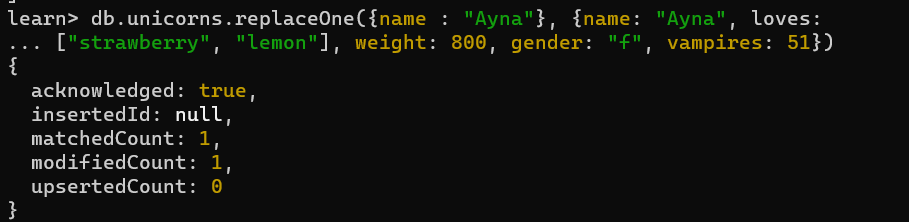 learn> db.unicorns.replaceOne({name : "Ayna"}, {name: "Ayna", loves:
... ["strawberry", "lemon"], weight: 800, gender: "f", vampires: 51})
{
  acknowledged: true,
  insertedId: null,
  matchedCount: 1,
  modifiedCount: 1,
  upsertedCount: 0
}